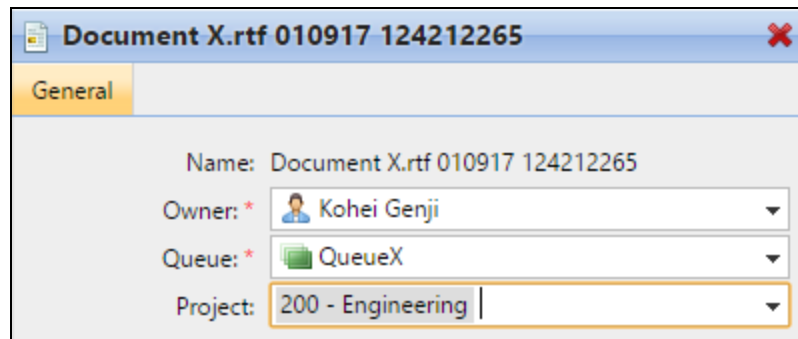 Document X.rtf 010917 124212265
General
Name: Document X.rtf 010917 124212265
Owner: * Kohei Genji
Queue: * QueueX
Project: 200 - Engineering